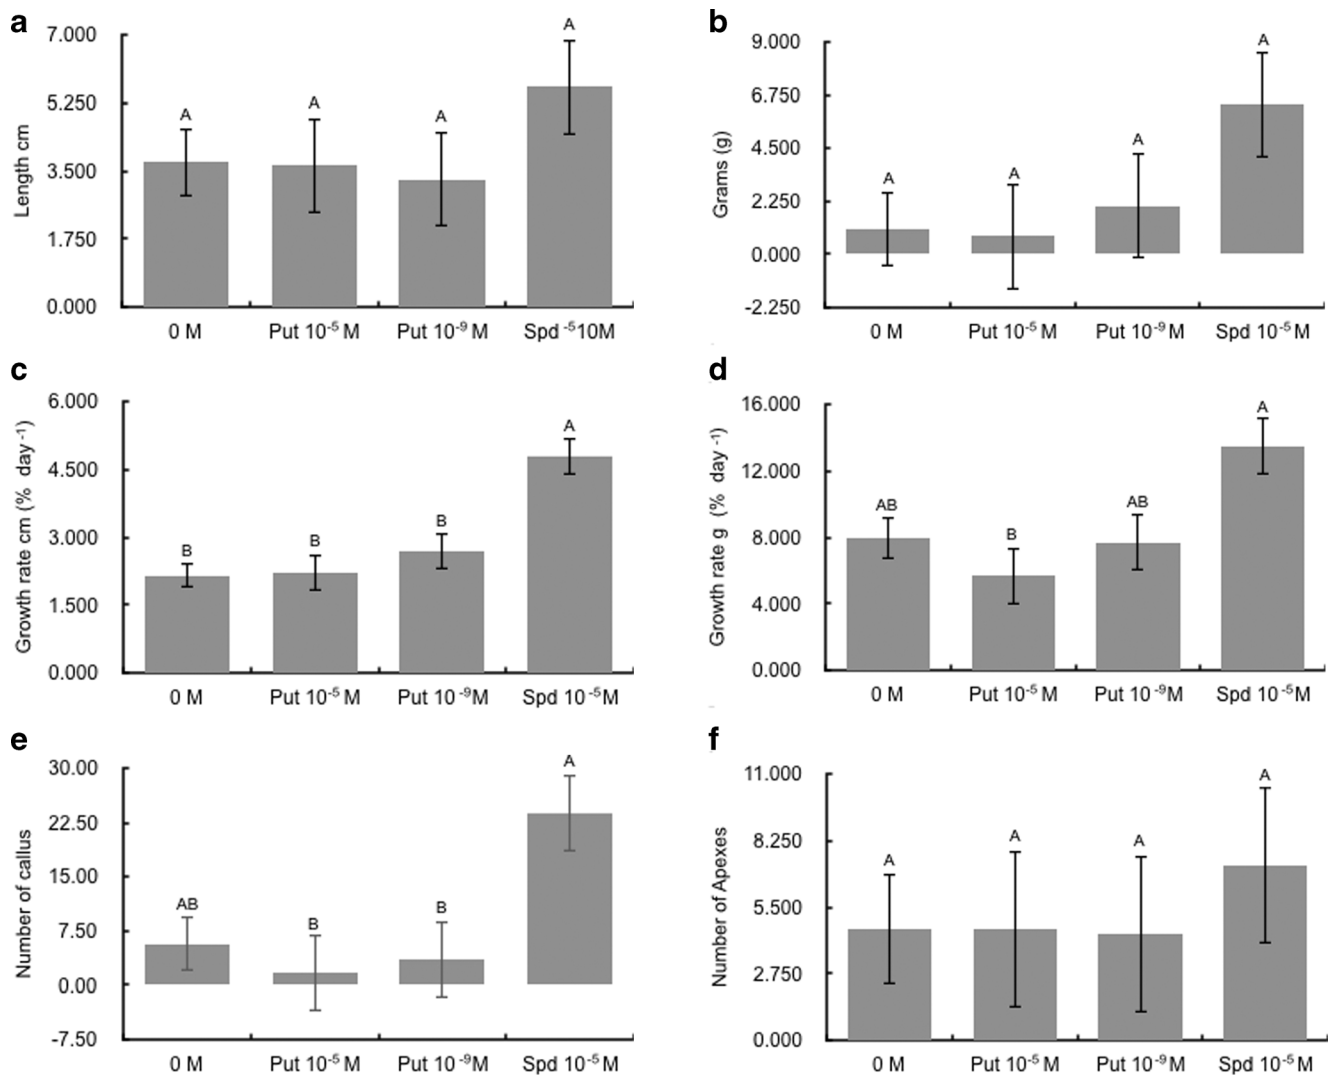 a
7.000
5.250
3.500
1.750
0.000
Length cm
A
A
A
A
0 M
Put 10⁻⁵ M
Put 10⁻⁹ M
Spd ⁻⁵10M
b
9.000
6.750
4.500
2.250
0.000
-2.250
Grams (g)
A
A
A
A
0 M
Put 10⁻⁵ M
Put 10⁻⁹ M
Spd 10⁻⁵ M
c
6.000
4.500
3.000
1.500
0.000
Growth rate cm (% day⁻¹)
B
B
B
A
0 M
Put 10⁻⁵ M
Put 10⁻⁹ M
Spd 10⁻⁵ M
d
16.000
12.000
8.000
4.000
0.000
Growth rate g (% day⁻¹)
AB
B
AB
A
0 M
Put 10⁻⁵ M
Put 10⁻⁹ M
Spd 10⁻⁵ M
e
30.00
22.50
15.00
7.50
0.00
-7.50
Number of callus
AB
B
B
A
0 M
Put 10⁻⁵ M
Put 10⁻⁹ M
Spd 10⁻⁵ M
f
11.000
8.250
5.500
2.750
0.000
Number of Apexes
A
A
A
A
0 M
Put 10⁻⁵ M
Put 10⁻⁹ M
Spd 10⁻⁵ M